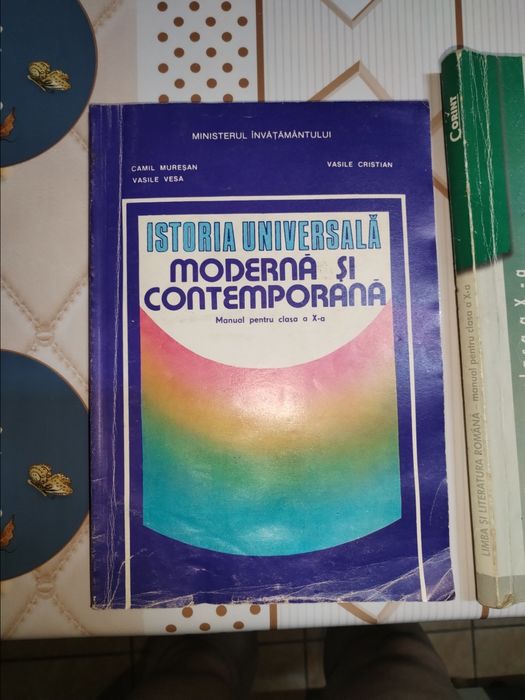 MINISTERUL ÎNVĂȚĂMÂNTULUI
CAMIL MUREȘAN
VASILE VESA
VASILE CRISTIAN
ISTORIA UNIVERSALĂ
MODERNĂ ȘI
CONTEMPORANĂ
Manual pentru clasa a X-a
CORINT
LIMBA ȘI LITERATURA ROMÂNĂ - manual pentru clasa a X-a